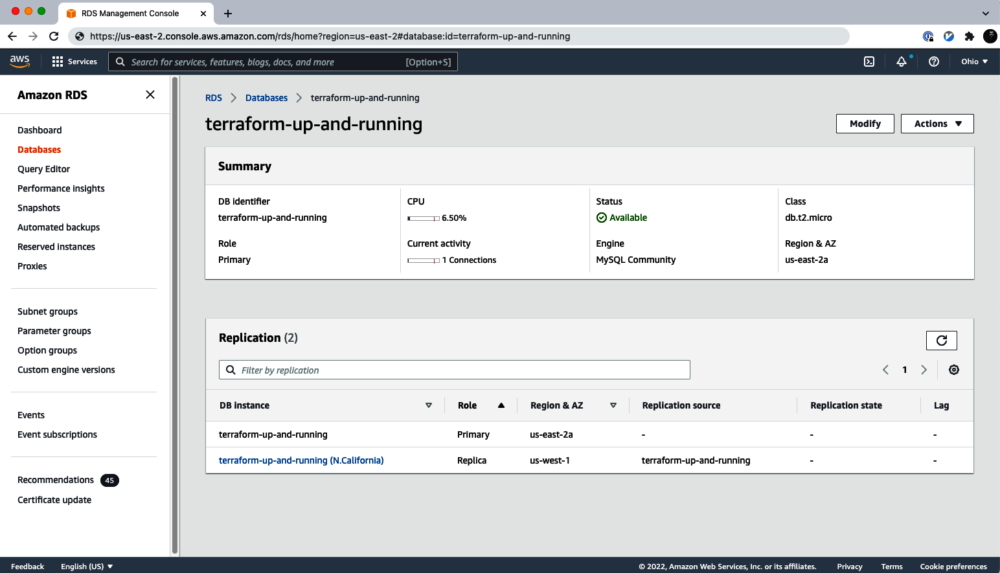 RDS Management Console
https://us-east-2.console.aws.amazon.com/rds/home?region=us-east-2#database:id=terraform-up-and-running
aws Services Search for services, features, blogs, docs, and more [Option+S] Ohio
Amazon RDS
Dashboard
Databases
Query Editor
Performance insights
Snapshots
Automated backups
Reserved instances
Proxies
Subnet groups
Parameter groups
Option groups
Custom engine versions
Events
Event subscriptions
Recommendations 45
Certificate update
RDS Databases terraform-up-and-running
terraform-up-and-running
Modify Actions
Summary
DB identifier CPU Status Class
terraform-up-and-running 6.50% Available db.t2.micro
Role Current activity Engine Region & AZ
Primary 1 Connections MySQL Community us-east-2a
Replication (2)
Filter by replication 1
DB instance Role Region & AZ Replication source Replication state Lag
terraform-up-and-running Primary us-east-2a - - -
terraform-up-and-running (N.California) Replica us-west-1 terraform-up-and-running - -
Feedback English (US) © 2022, Amazon Web Services, Inc. or its affiliates. Privacy Terms Cookie preferences